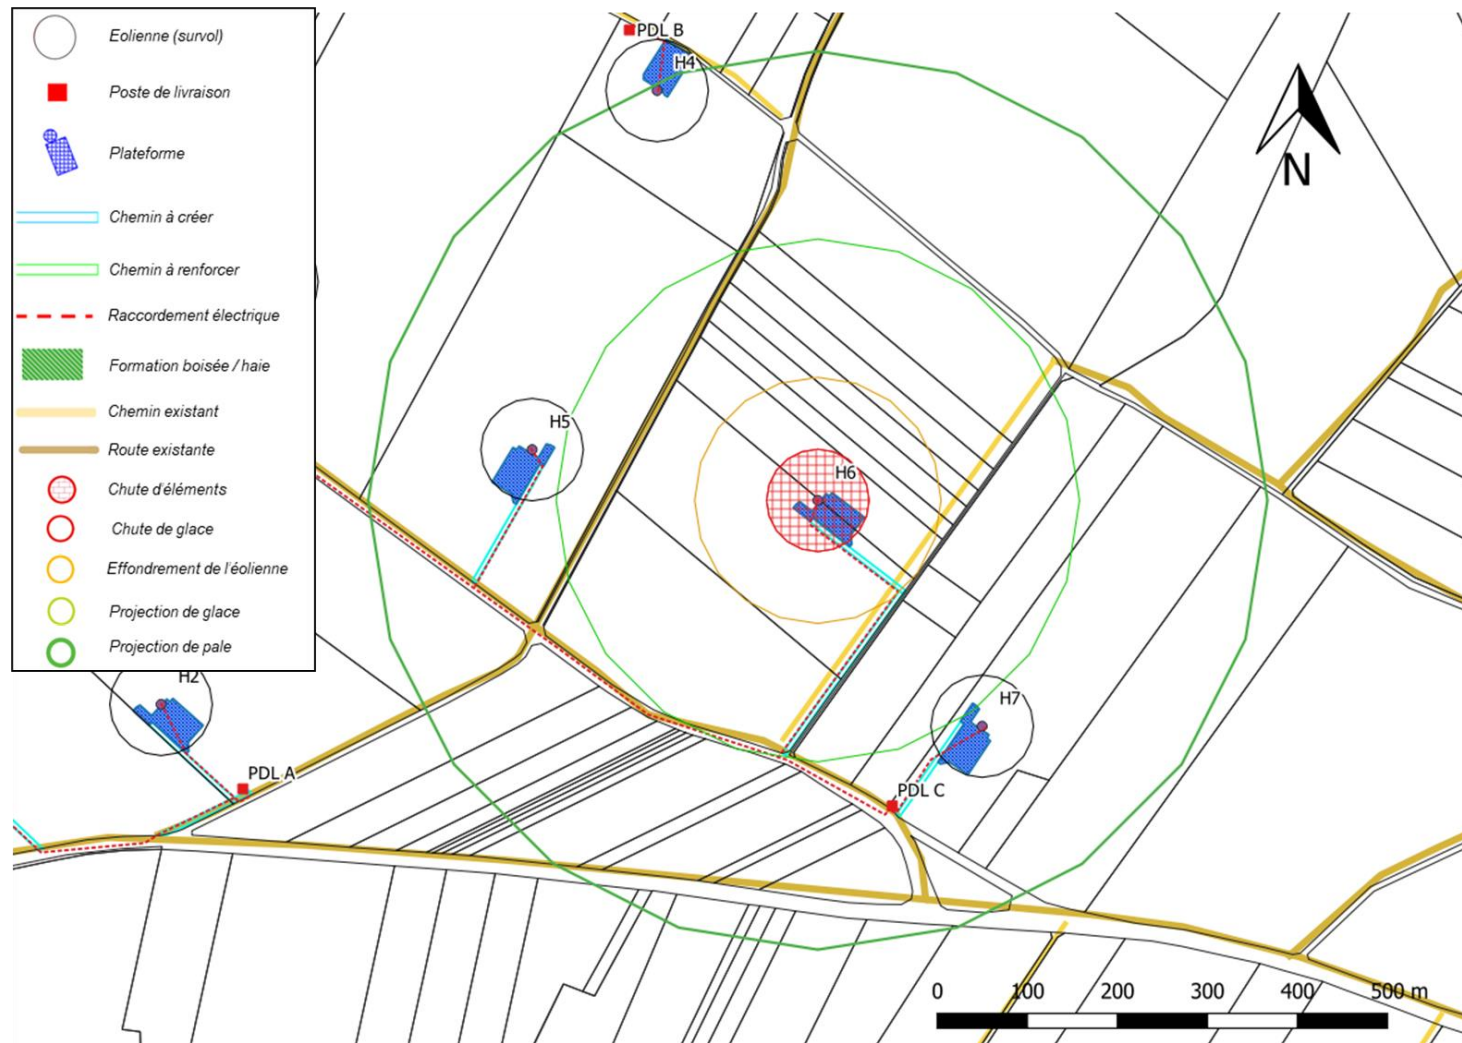 Eolienne (survol)
Poste de livraison
Plateforme
Chemin à créer
Chemin à renforcer
Raccordement électrique
Formation boisée / haie
Chemin existant
Route existante
Chute d'éléments
Chute de glace
Effondrement de l'éolienne
Projection de glace
Projection de pale
PDL B
H4
N
H5
H6
H2
H7
PDL A
PDL C
0 100 200 300 400 500 m